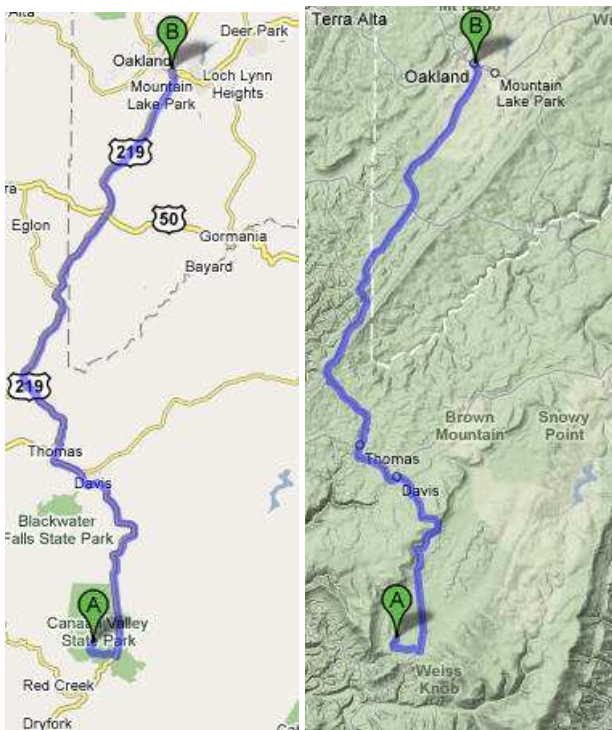 Alta
B
Oakland
Deer Park
Mountain
Lake Park
Loch Lynn
Heights
219
50
Eglon
Gormania
Bayard
219
Thomas
Davis
Blackwater
Falls State Park
A
Canaan Valley
State Park
Red Creek
Dryfork
Terra Alta
B
Oakland
Mountain
Lake Park
Brown
Mountain
Snowy
Point
Thomas
Davis
A
Weiss
Knob